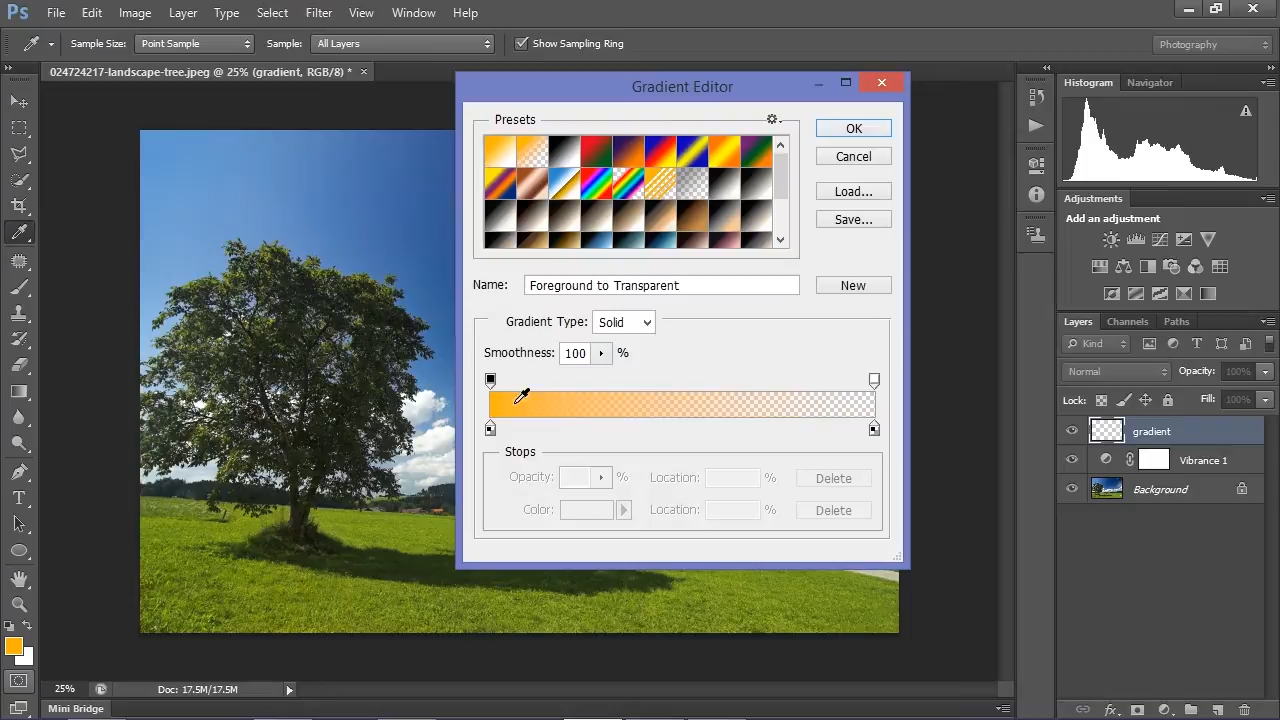 Ps File Edit Image Layer Type Select Filter View Window Help
Sample Size: Point Sample Sample: All Layers Show Sampling Ring Photography
024724217-landscape-tree.jpeg @ 25% (gradient, RGB/8) * ×
Gradient Editor
Presets
OK
Cancel
Load...
Save...
Name: Foreground to Transparent New
Gradient Type: Solid
Smoothness: 100 %
Stops
Opacity: % Location: % Delete
Color: Location: % Delete
Histogram Navigator
Adjustments
Add an adjustment
Layers Channels Paths
Kind
Normal Opacity: 100%
Lock: Fill: 100%
gradient
Vibrance 1
Background
25% Doc: 17.5M/17.5M
Mini Bridge